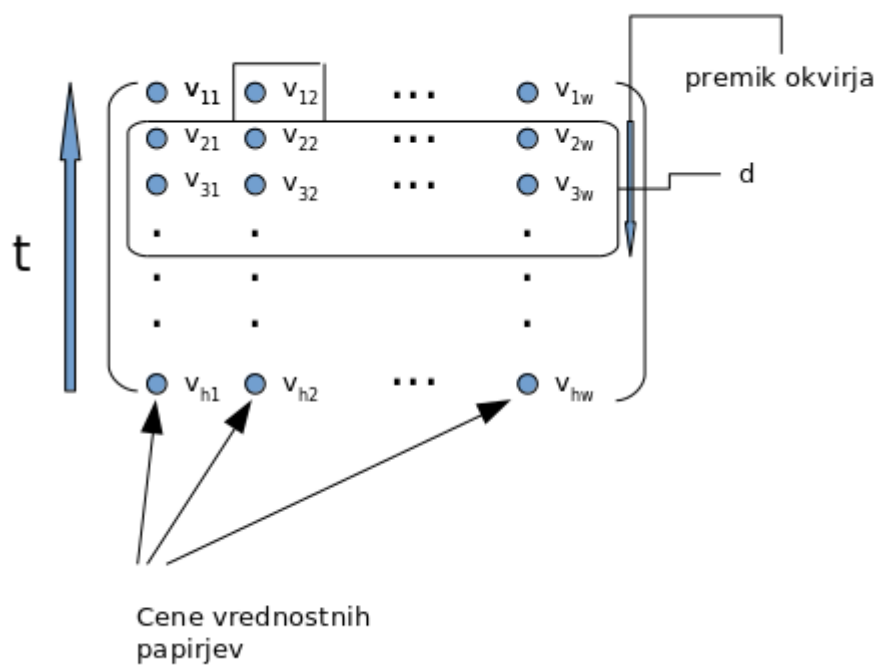 premik okvirja
v11 v12 ... v1w
v21 v22 ... v2w
d
v31 v32 ... v3w
t
vh1 vh2 ... vhw
Cene vrednostnih
papirjev